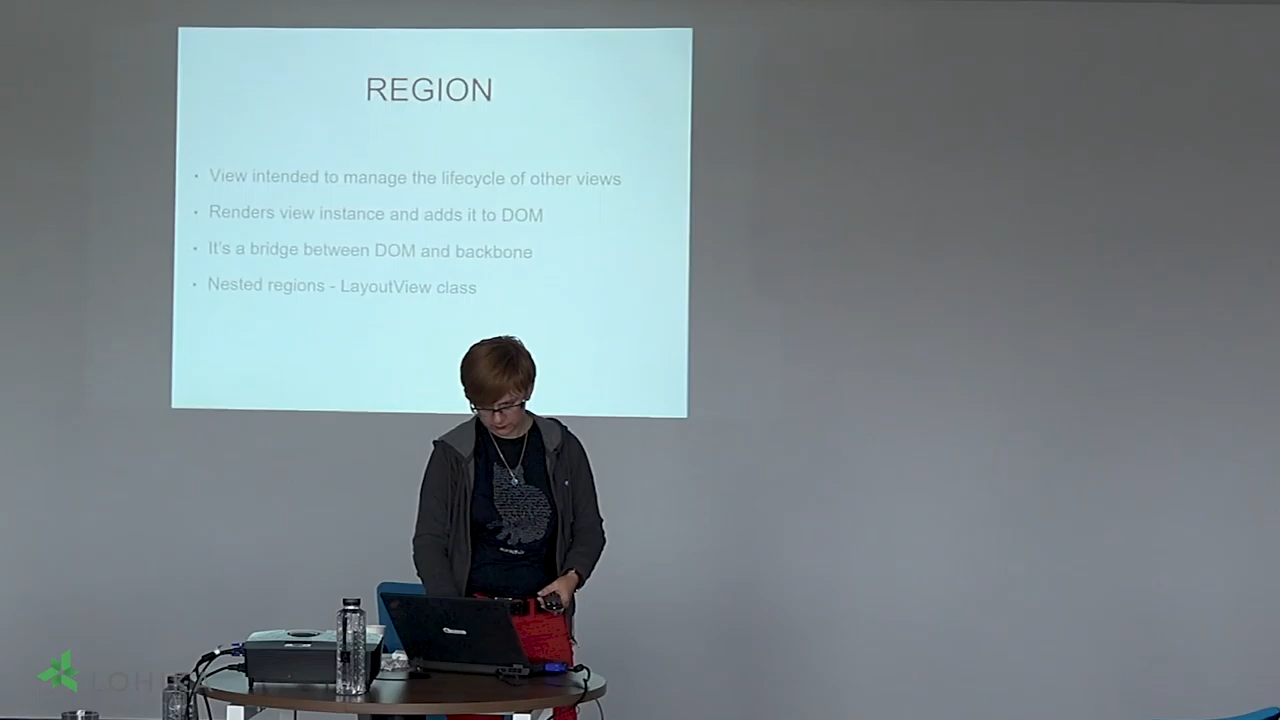 REGION
• View intended to manage the lifecycle of other views
• Renders view instance and adds it to DOM
• It's a bridge between DOM and backbone
• Nested regions - LayoutView class